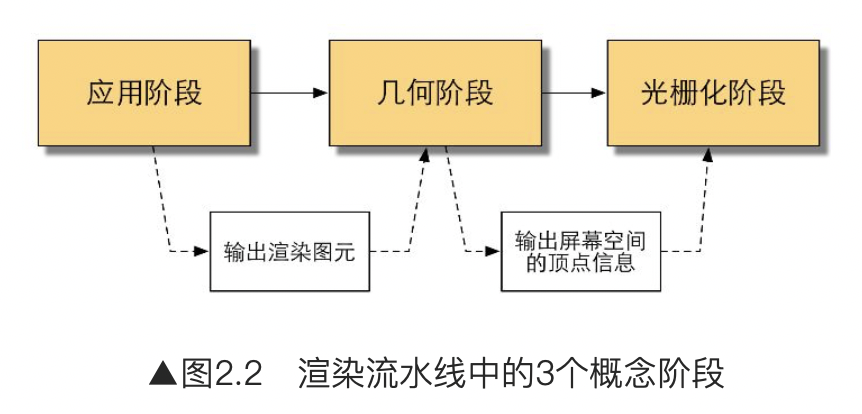 应用阶段
几何阶段
光栅化阶段
输出渲染图元
输出屏幕空间
的顶点信息
▲图2.2 渲染流水线中的3个概念阶段